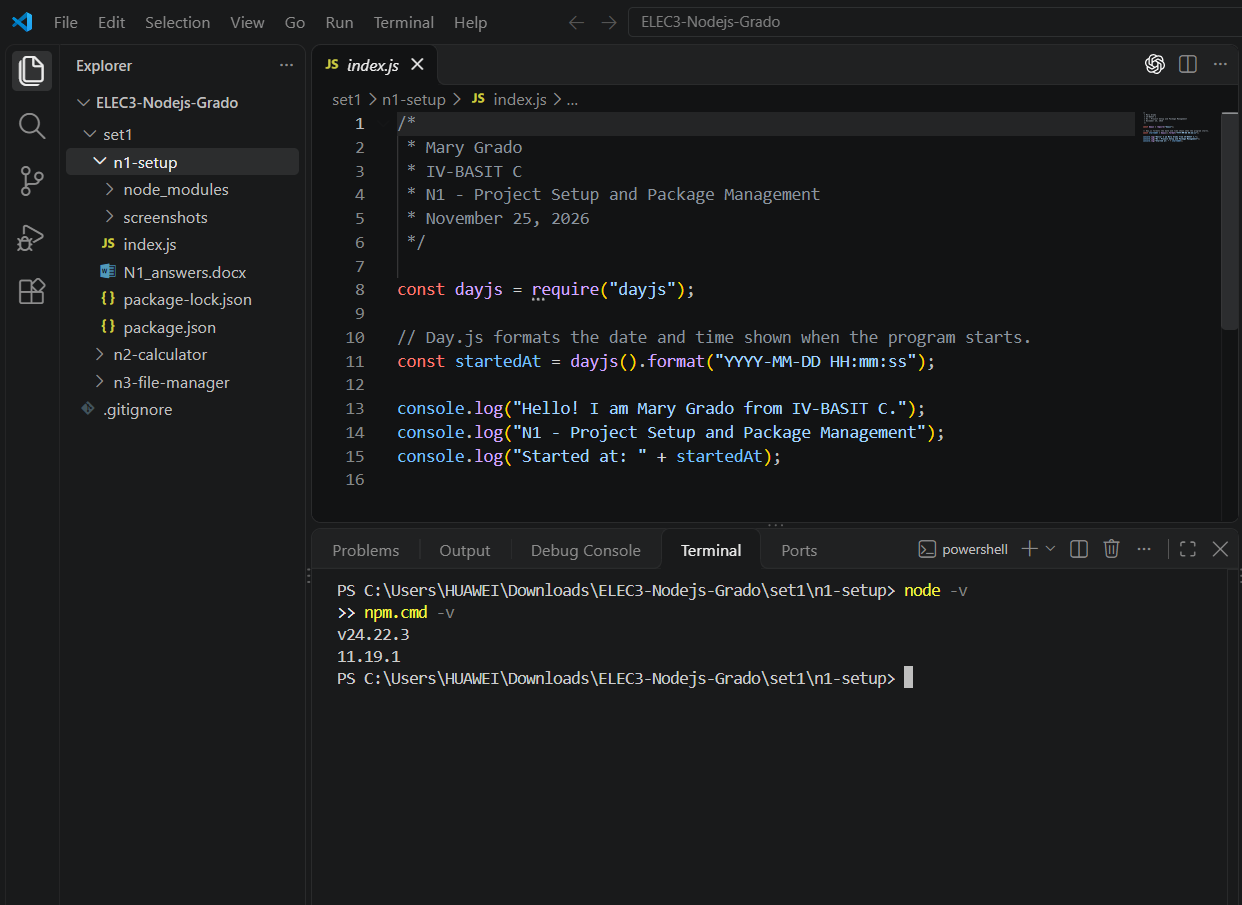 File Edit Selection View Go Run Terminal Help
ELEC3-Nodejs-Grado
Explorer
ELEC3-Nodejs-Grado
set1
n1-setup
node_modules
screenshots
JS index.js
N1_answers.docx
{} package-lock.json
{} package.json
n2-calculator
n3-file-manager
.gitignore
JS index.js
set1 > n1-setup > JS index.js > ...
1 /*
2 * Mary Grado
3 * IV-BASIT C
4 * N1 - Project Setup and Package Management
5 * November 25, 2026
6 */
7
8 const dayjs = require("dayjs");
9
10 // Day.js formats the date and time shown when the program starts.
11 const startedAt = dayjs().format("YYYY-MM-DD HH:mm:ss");
12
13 console.log("Hello! I am Mary Grado from IV-BASIT C.");
14 console.log("N1 - Project Setup and Package Management");
15 console.log("Started at: " + startedAt);
16
Problems Output Debug Console Terminal Ports
powershell
PS C:\Users\HUAWEI\Downloads\ELEC3-Nodejs-Grado\set1\n1-setup> node -v
>> npm.cmd -v
v24.22.3
11.19.1
PS C:\Users\HUAWEI\Downloads\ELEC3-Nodejs-Grado\set1\n1-setup>